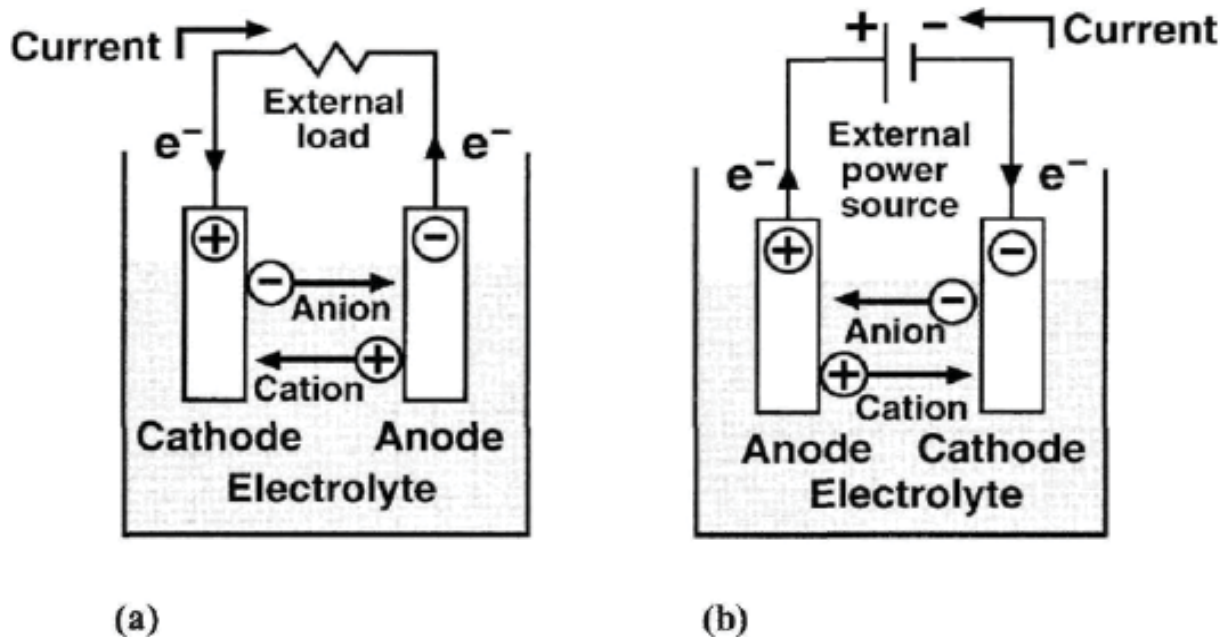 Current
External
load
e⁻
e⁻
+
−
−
Anion
+
Cation
Cathode
Anode
Electrolyte
(a)
+
−
Current
External
power
source
e⁻
e⁻
+
−
−
Anion
+
Cation
Anode
Cathode
Electrolyte
(b)